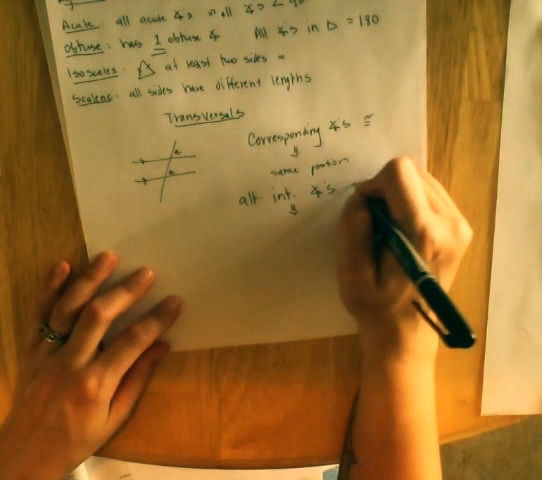 Acute: all acute ∡'s = all ∡'s < 90
Obtuse: has 1 obtuse ∡ All ∡'s in △ = 180
Isosceles: △ at least two sides =
Scalene: all sides have different lengths
Transversals
Corresponding ∡'s ≅
same position
alt int. ∡'s